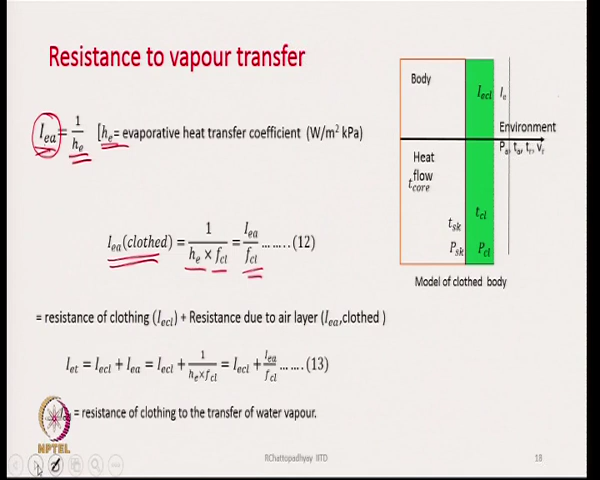 Resistance to vapour transfer
I_ea = 1/h_e [h_e= evaporative heat transfer coefficient (W/m² kPa)
I_ea(clothed) = 1/(h_e × f_cl) = I_ea/f_cl ........(12)
= resistance of clothing (I_ecl) + Resistance due to air layer (I_ea,clothed )
I_et = I_ecl + I_ea = I_ecl + 1/(h_e×f_cl) = I_ecl + I_ea/f_cl .......(13)
= resistance of clothing to the transfer of water vapour.
Body
I_ecl I_e
Environment
P_a, t_a, t_r, v_r
Heat
flow
t_core
t_cl
t_sk
P_sk P_cl
Model of clothed body
NPTEL
RChattopadhyay IITD
18